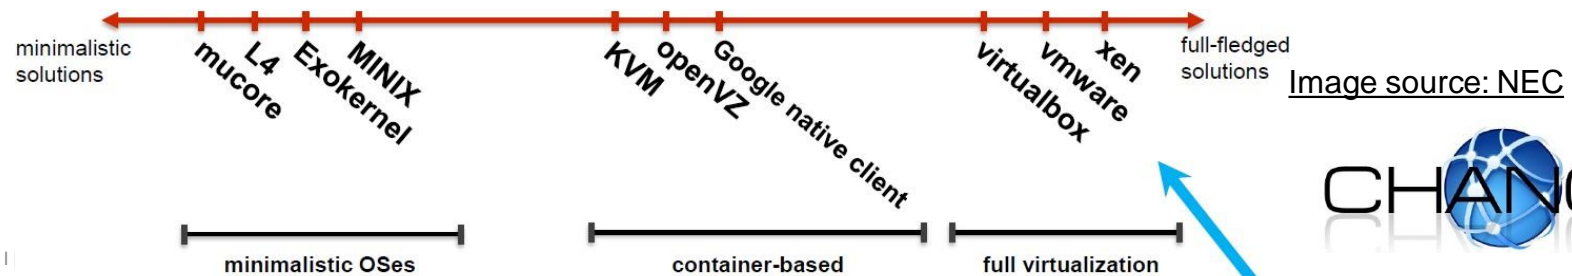 minimalistic
solutions
mucore
L4
Exokernel
MINIX
KVM
openVZ
Google native client
virtualbox
vmware
xen
full-fledged
solutions
Image source: NEC
CHANG
minimalistic OSes
container-based
full virtualization